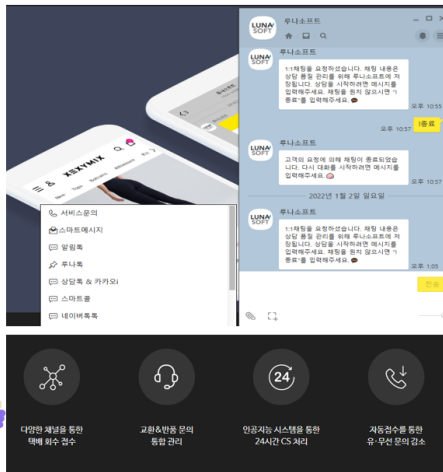 LUNA
SOFT
루나소프트
루나소프트
LUNA
SOFT
1:1채팅을 요청하셨습니다. 채팅 내용은
상담 품질 관리를 위해 루나소프트에 저
장됩니다. 상담을 시작하려면 메시지를
입력해주세요. 채팅을 원치 않으시면 "!
종료"를 입력해주세요.
오후 10:55
오후 10:37
!종료
루나소프트
LUNA
SOFT
고객의 요청에 의해 채팅이 종료되었습
니다. 다시 대화를 시작하려면 메시지를
입력해주세요.
오후 10:57
2022년 1월 2일 일요일
루나소프트
LUNA
SOFT
1:1채팅을 요청하셨습니다. 채팅 내용은
상담 품질 관리를 위해 루나소프트에 저
장됩니다. 상담을 시작하려면 메시지를
입력해주세요. 채팅을 원치 않으시면 "!
종료"를 입력해주세요.
오후 1:05
전송
XEXYMIX
New
Tops
Bottoms
서비스문의
스마트메시지
알림톡
루나톡
상담톡 & 카카오i
스마트콜
네이버톡톡
24
다양한 채널을 통한
택배 회수 접수
교환&반품 문의
통합 관리
인공지능 시스템을 통한
24시간 CS 처리
자동접수를 통한
유·무선 문의 감소